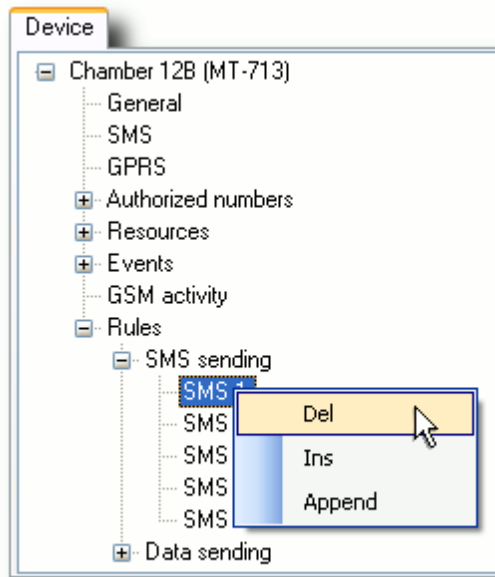 Device
Chamber 12B (MT-713)
General
SMS
GPRS
Authorized numbers
Resources
Events
GSM activity
Rules
SMS sending
SMS 1
Del
SMS
Ins
SMS
SMS
Append
SMS
Data sending